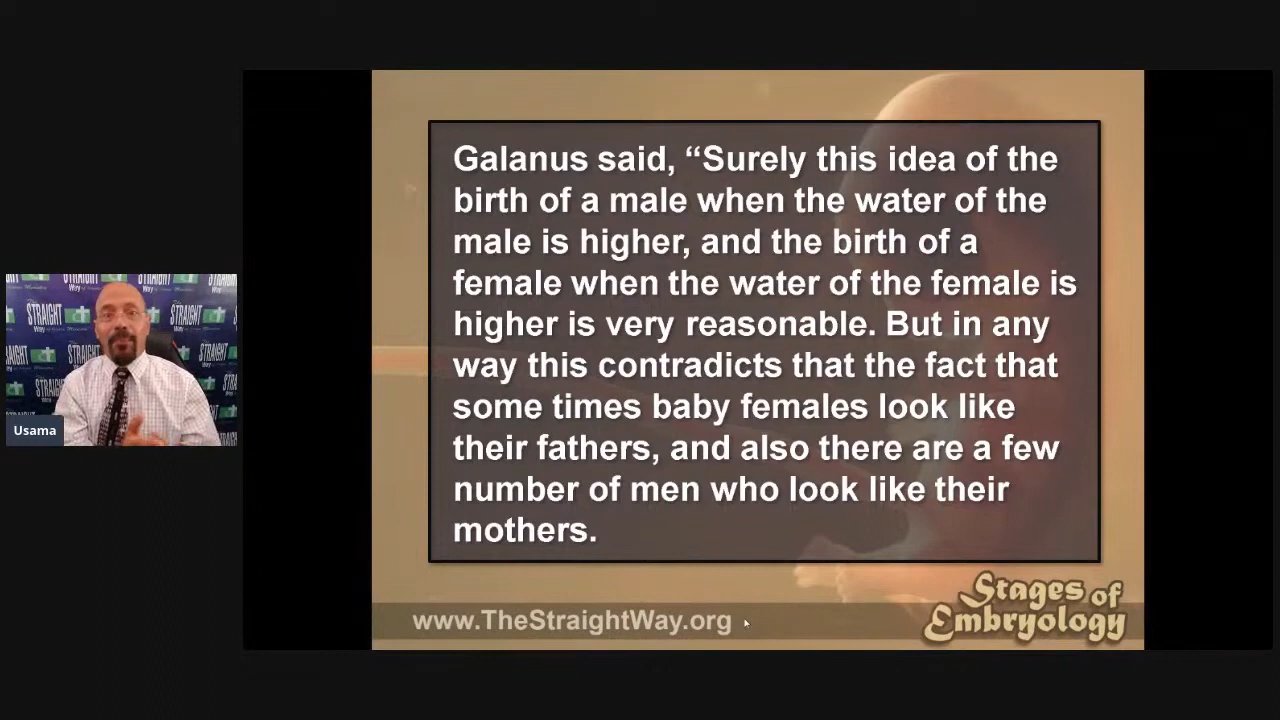 Galanus said, “Surely this idea of the
birth of a male when the water of the
male is higher, and the birth of a
female when the water of the female is
higher is very reasonable. But in any
way this contradicts that the fact that
some times baby females look like
their fathers, and also there are a few
number of men who look like their
mothers.
www.TheStraightWay.org
Stages of
Embryology
STRAIGHT
Usama